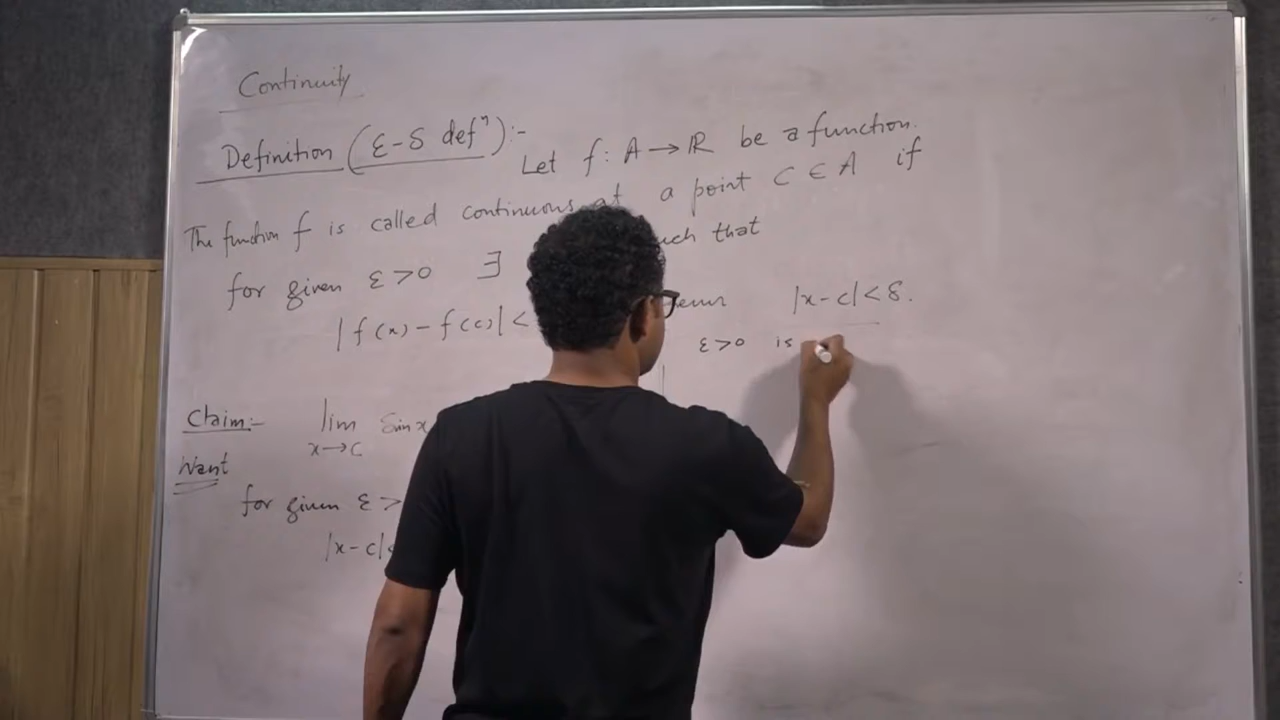 Continuity
Definition (ε-δ defⁿ):-
Let f: A → ℝ be a function.
The function f is called continuous at a point C ∈ A if
for given ε>0 ∃ such that
|f(x) - f(c)| < |x-c| < δ.
ε>0 is
Claim:- lim x→c Sin x
Want
for given ε >
|x-c| <